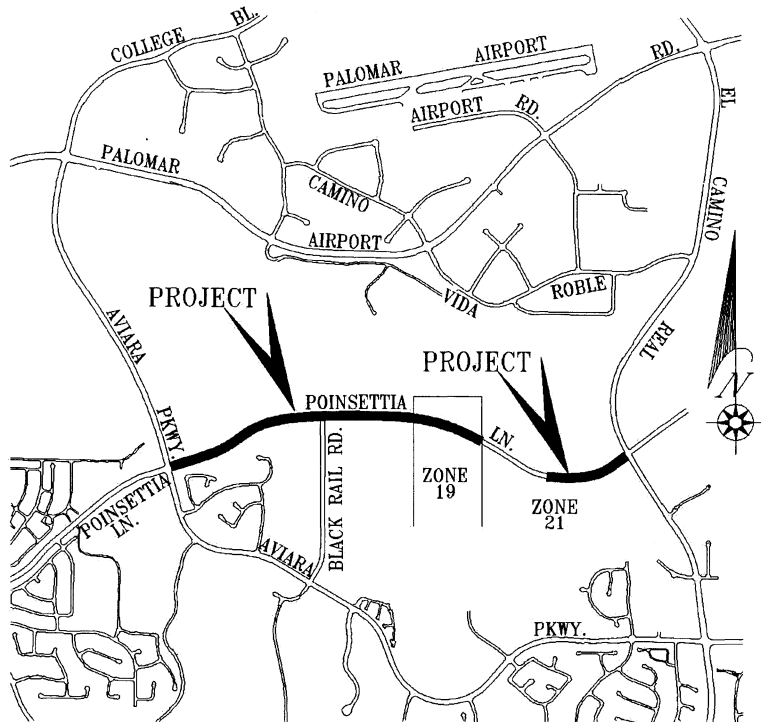 COLLEGE BL.
PALOMAR AIRPORT
RD.
AIRPORT RD.
EL
CAMINO
REAL
PALOMAR
CAMINO
AIRPORT
VIDA
ROBLE
AVIARA
PKWY.
PROJECT
PROJECT
POINSETTIA
LN.
N
BLACK RAIL RD.
ZONE
19
ZONE
21
POINSETTIA
LN.
AVIARA
PKWY.